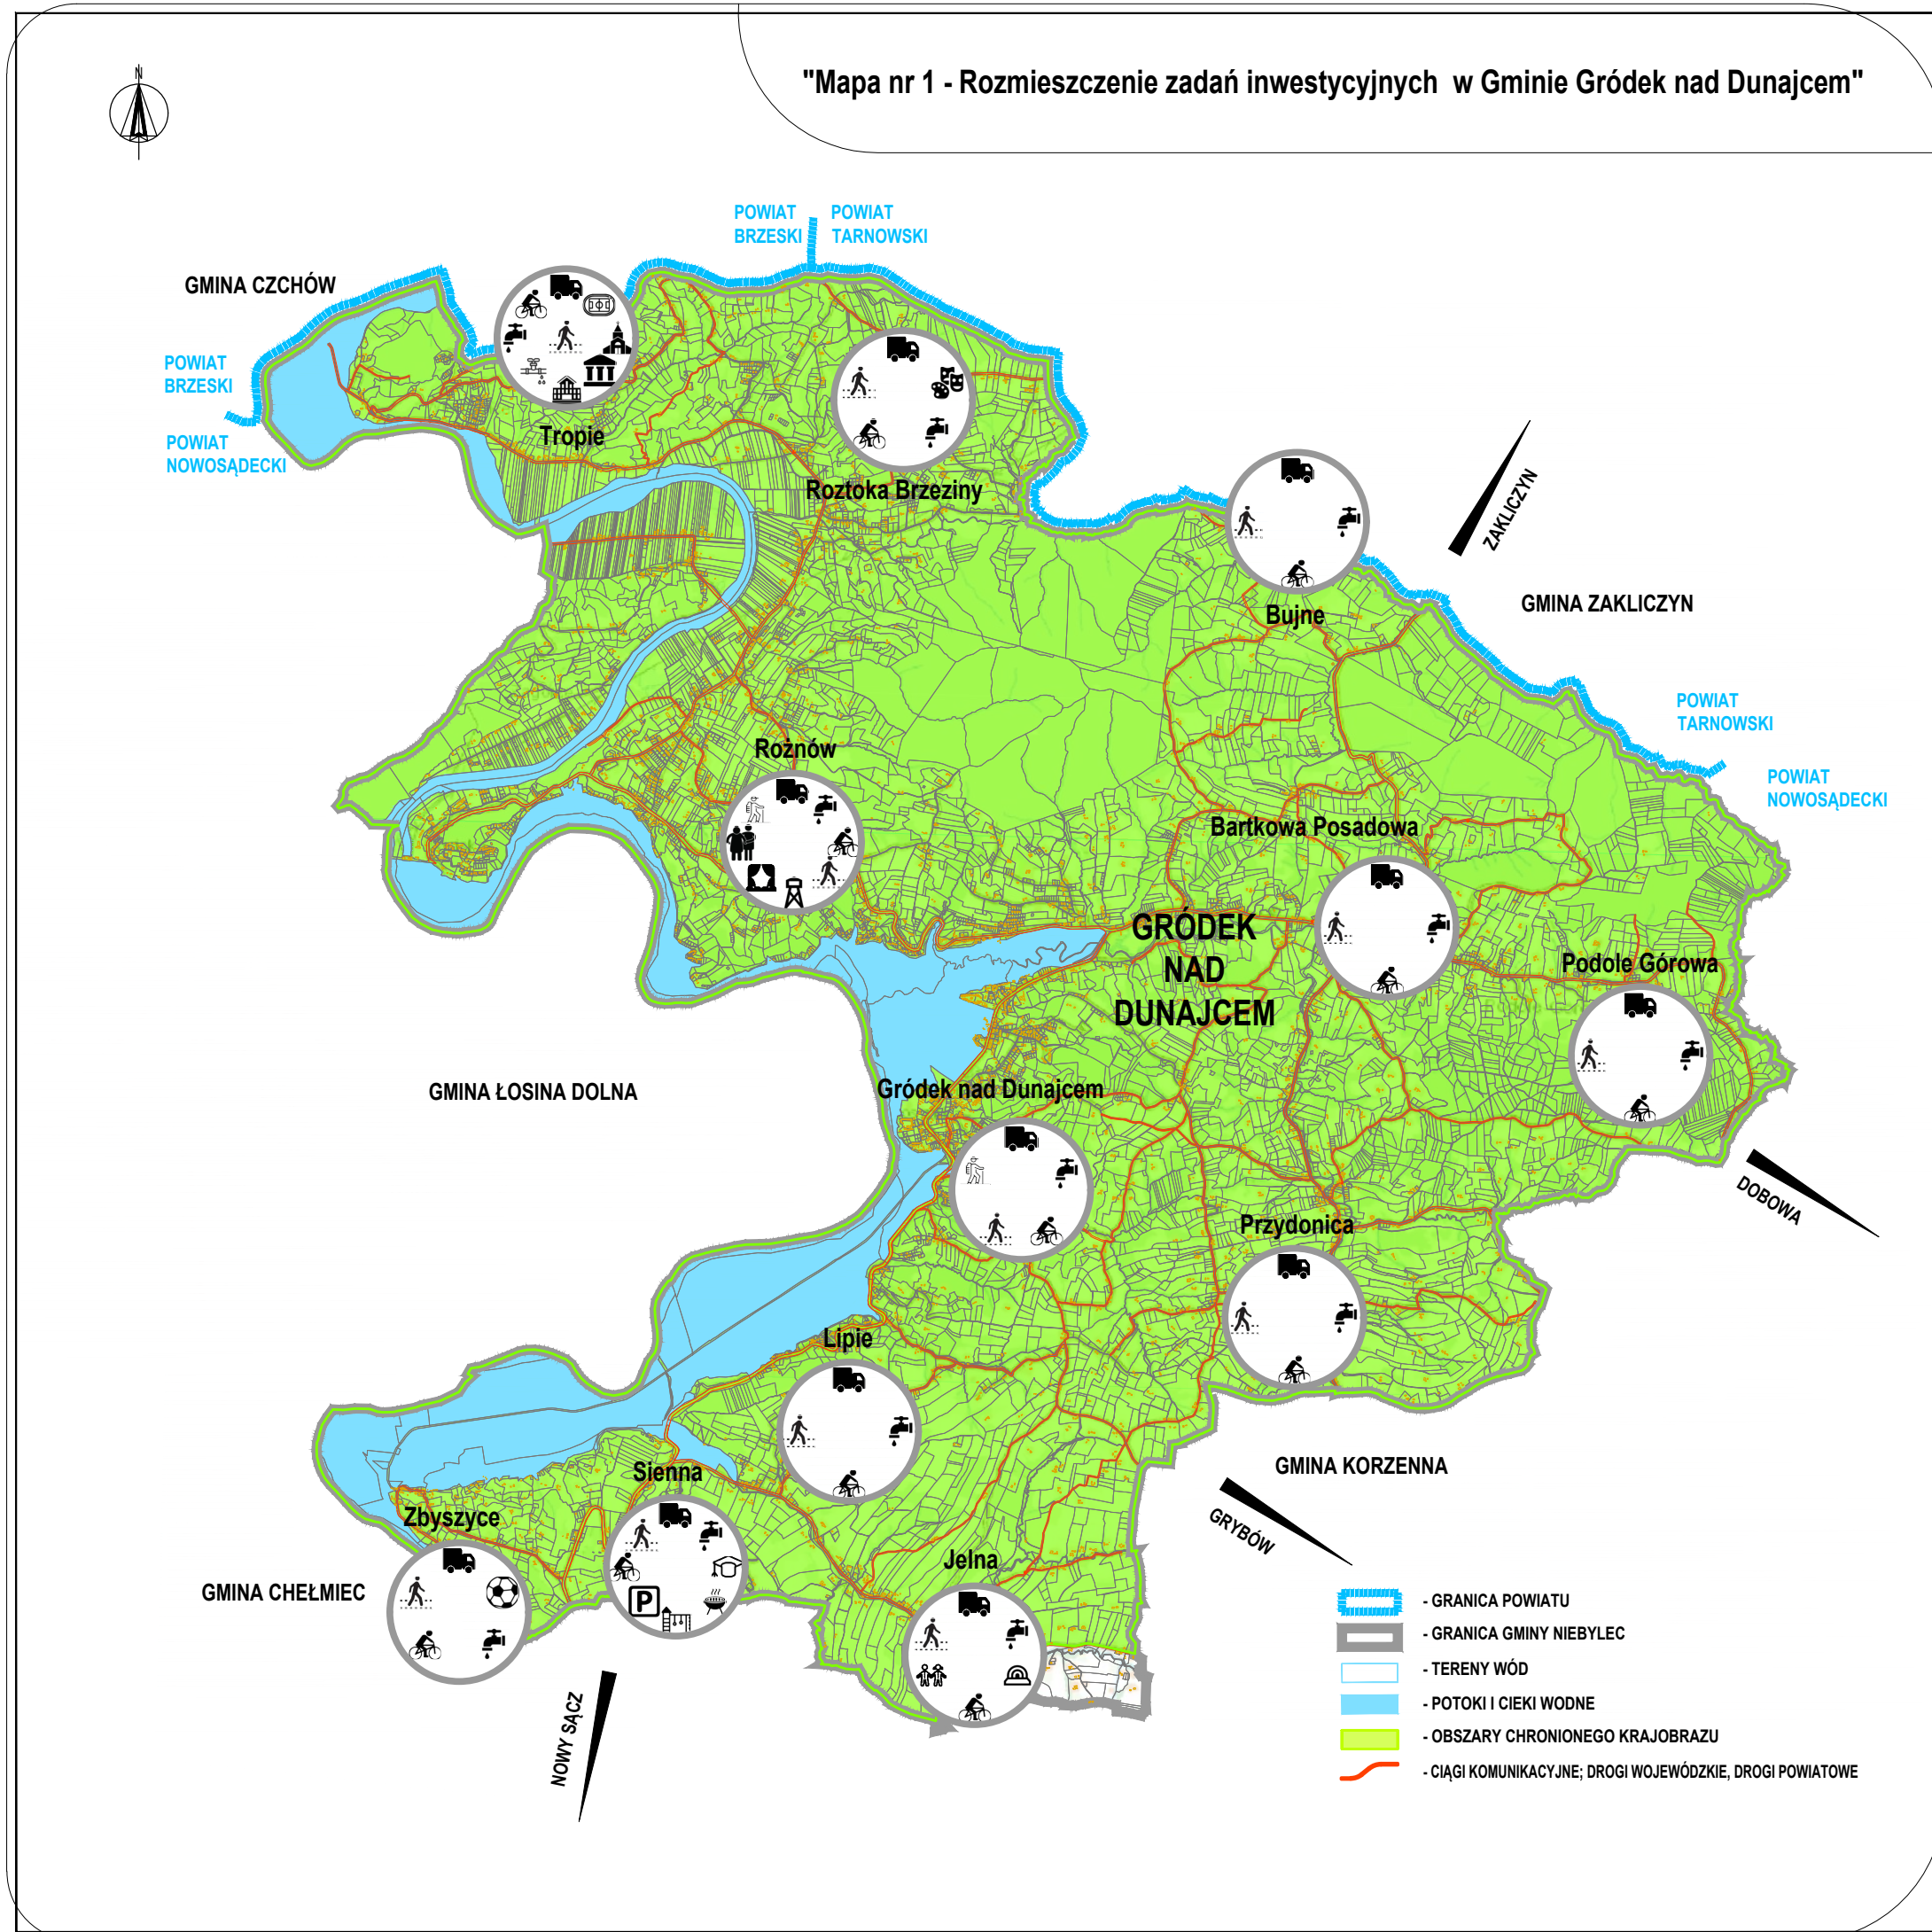 N
"Mapa nr 1 - Rozmieszczenie zadań inwestycyjnych w Gminie Gródek nad Dunajcem"
POWIAT
BRZESKI
POWIAT
TARNOWSKI
GMINA CZCHÓW
POWIAT
BRZESKI
POWIAT
NOWOSĄDECKI
Tropie
Roztoka Brzeziny
ZAKLICZYN
GMINA ZAKLICZYN
Bujne
POWIAT
TARNOWSKI
POWIAT
NOWOSĄDECKI
Rożnów
Bartkowa Posadowa
GRÓDEK
NAD
DUNAJCEM
Podole Górowa
GMINA ŁOSINA DOLNA
Gródek nad Dunajcem
DOBOWA
Przydonica
Lipie
GMINA KORZENNA
Sienna
Zbyszyce
GRYBÓW
Jelna
GMINA CHEŁMIEC
P
NOWY SĄCZ
- GRANICA POWIATU
- GRANICA GMINY NIEBYLEC
- TERENY WÓD
- POTOKI I CIEKI WODNE
- OBSZARY CHRONIONEGO KRAJOBRAZU
- CIĄGI KOMUNIKACYJNE; DROGI WOJEWÓDZKIE, DROGI POWIATOWE